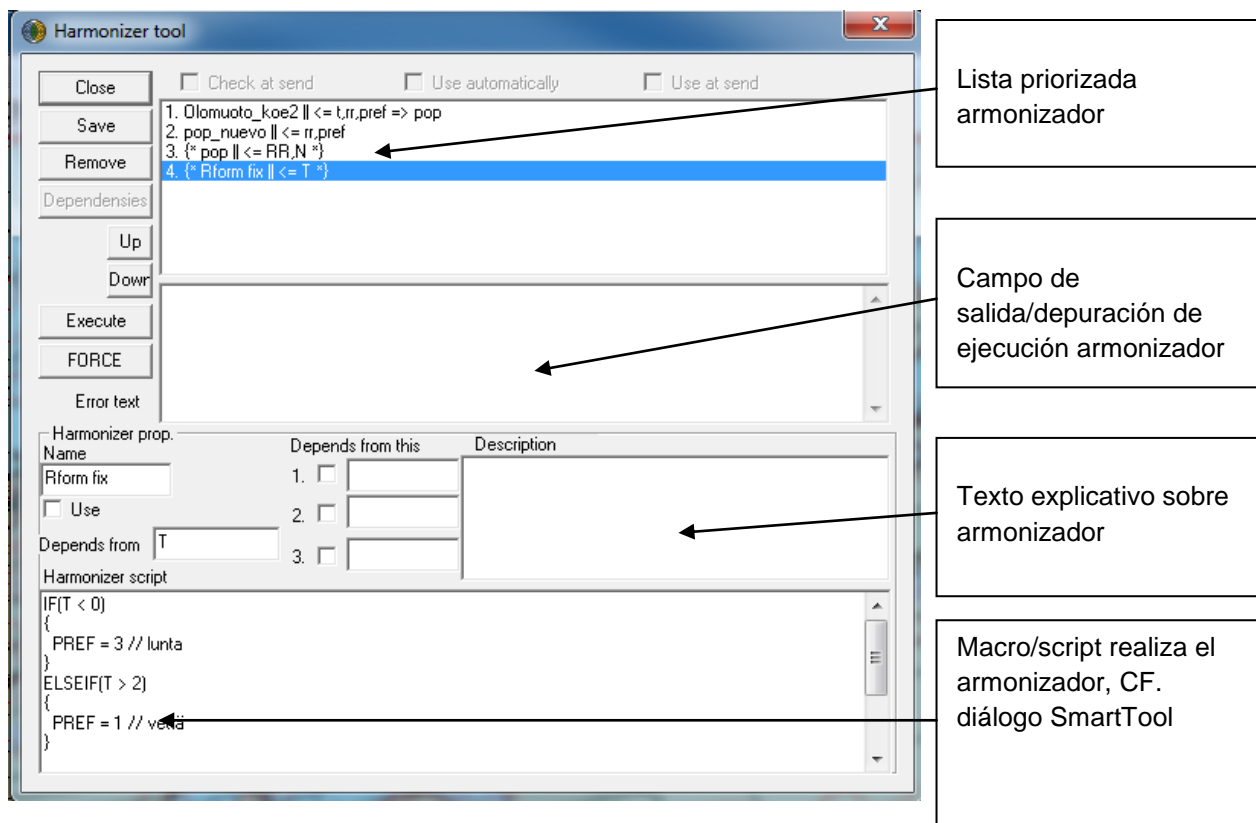 Harmonizer tool
Close
Save
Remove
Dependensies
Up
Down
Execute
FORCE
Error text
Check at send
Use automatically
Use at send
1. Olomuoto_koe2 || <= t,rr,pref => pop
2. pop_nuevo || <= rr,pref
3. {* pop || <= RR,N *}
4. {* Rform fix || <= T *}
Harmonizer prop.
Name
Rform fix
Use
Depends from T
Depends from this
1.
2.
3.
Description
Harmonizer script
IF(T < 0)
{
PREF = 3 // lunta
}
ELSEIF(T > 2)
{
PREF = 1 //
}
Lista priorizada
armonizador
Campo de
salida/depuración de
ejecución armonizador
Texto explicativo sobre
armonizador
Macro/script realiza el
armonizador, CF.
diálogo SmartTool